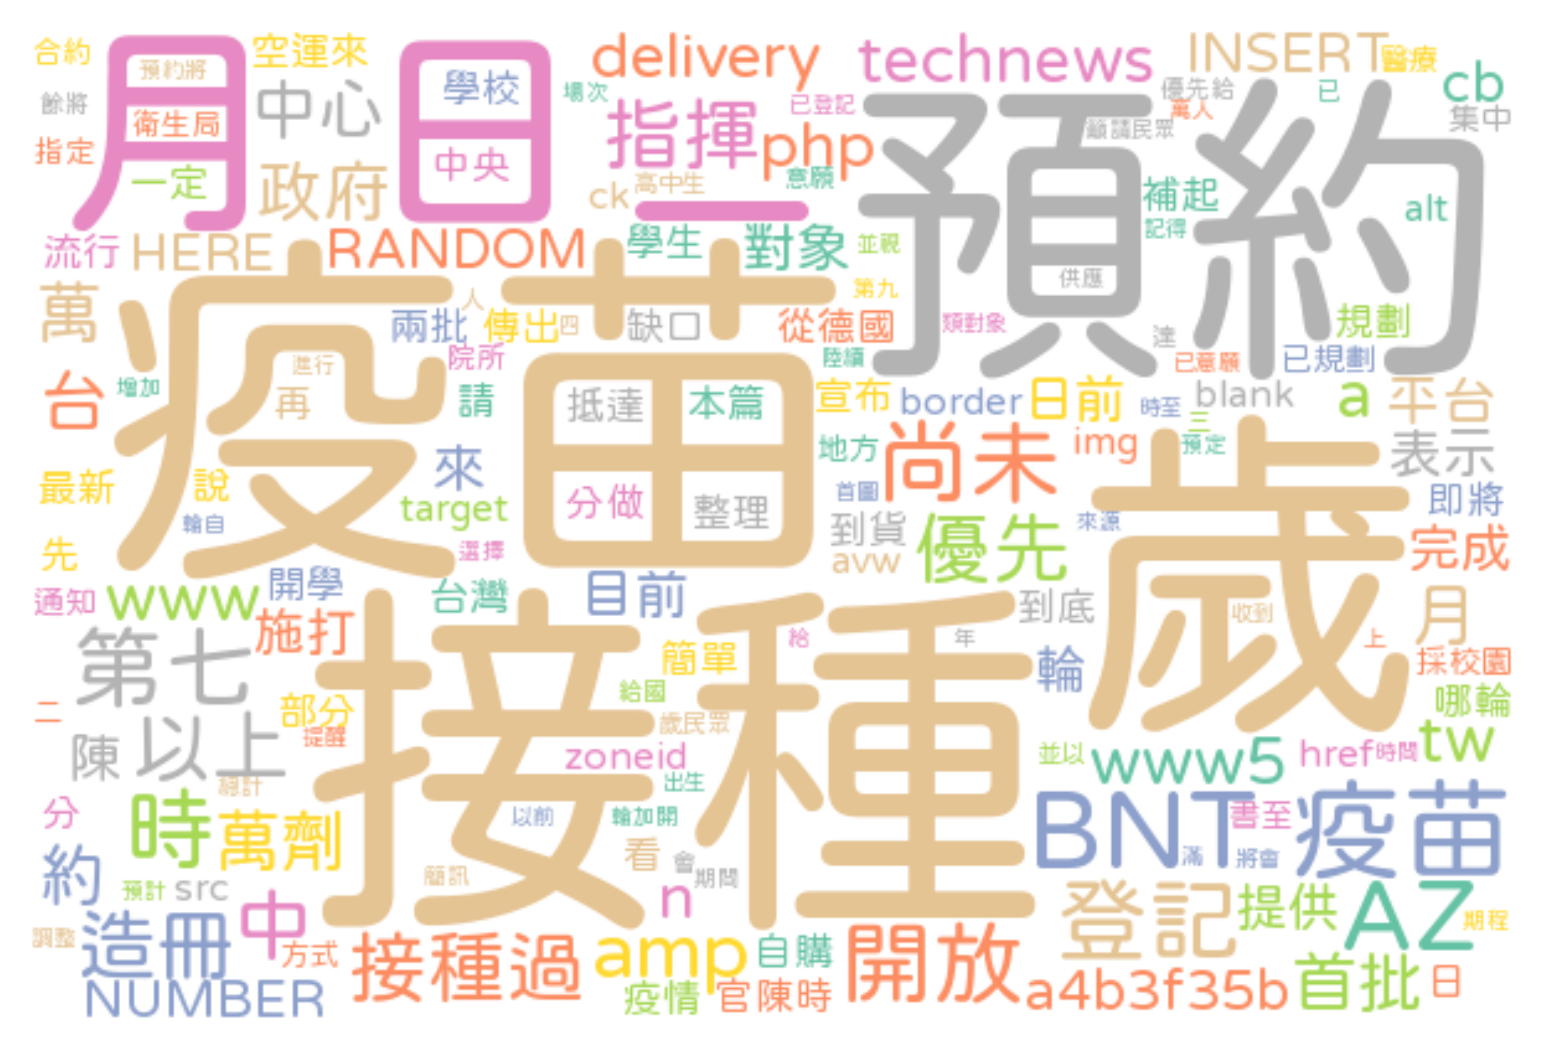 合約
預約將
空運來
delivery
technews
INSERT
醫療
餘將
月
日
學校
場次
已登記
優先給
已
cb
衛生局
中心
指揮
php
萬人
集中
指定
中央
籲請民眾
預約
一定
政府
ck
高中生
意願
補起
alt
一
記得
流行
HERE
RANDOM
學生
對象
並視
萬
人
供應
第九
兩批
傳出
四
缺口
從德國
類對象
規劃
院所
陸續
已意願
已規劃
進行
增加
台
再
請
抵達
本篇
宣布
border
日前
時至
blank
a
平台
三
疫苗
地方
尚未
img
預定
表示
來
最新
說
target
分做
整理
首圖
來源
即將
輪自
到貨
優先
歲
先
選擇
avw
完成
通知
www
開學
台灣
目前
到底
收到
月
施打
第七
簡單
給
年
輪
上
採校園
二
部分
給國
哪輪
提醒
歲民眾
陳
以上
zoneid
並以
www5
href
時間
tw
總計
出生
接種
分
時
萬劑
以前
輪加開
BNT
書至
疫苗
看
會
滿
將會
約
預計
src
簡訊
期間
中
n
登記
提供
AZ
期程
調整
造冊
方式
接種過
amp
自購
開放
首批
日
NUMBER
疫情
官陳時
a4b3f35b